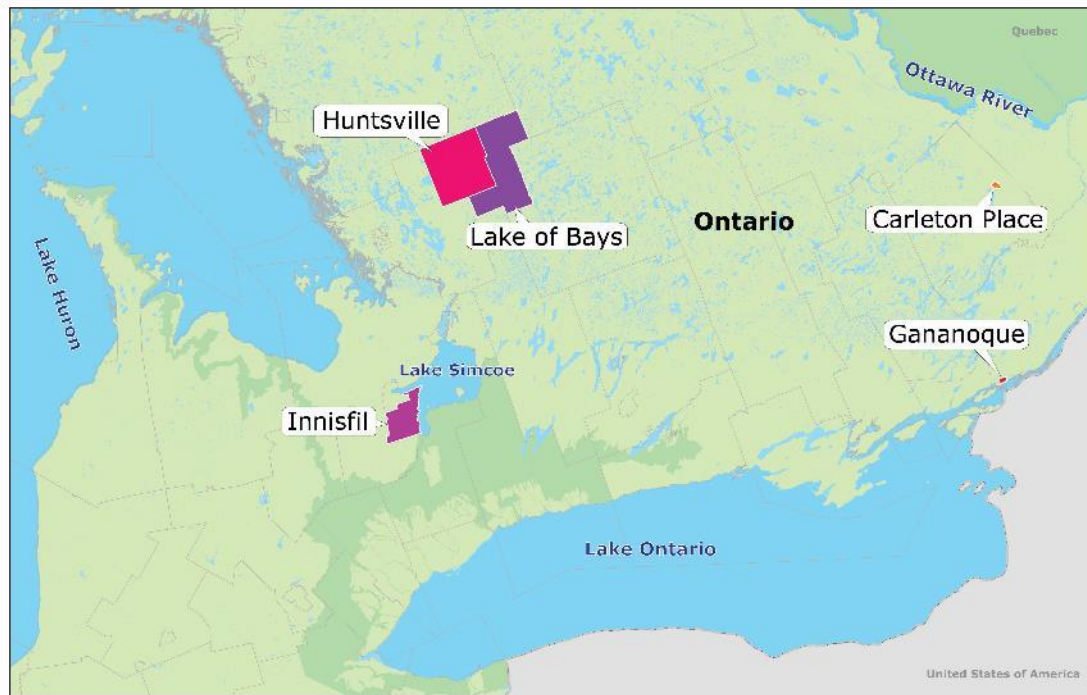 Quebec
Ottawa River
Huntsville
Carleton Place
Ontario
Lake of Bays
Lake Huron
Gananoque
Lake Simcoe
Innisfil
Lake Ontario
United States of America